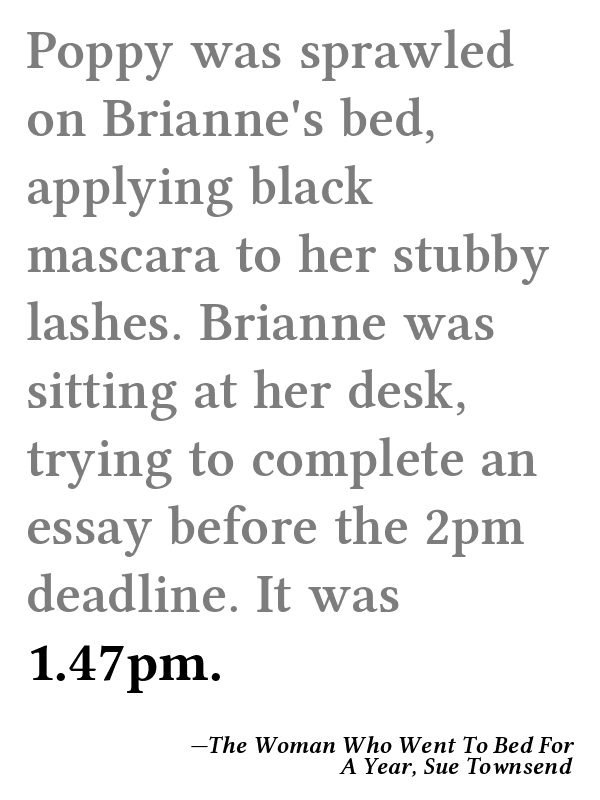 Poppy was sprawled
on Brianne's bed,
applying black
mascara to her stubby
lashes. Brianne was
sitting at her desk,
trying to complete an
essay before the 2pm
deadline. It was
1.47pm.
—The Woman Who Went To Bed For
A Year, Sue Townsend